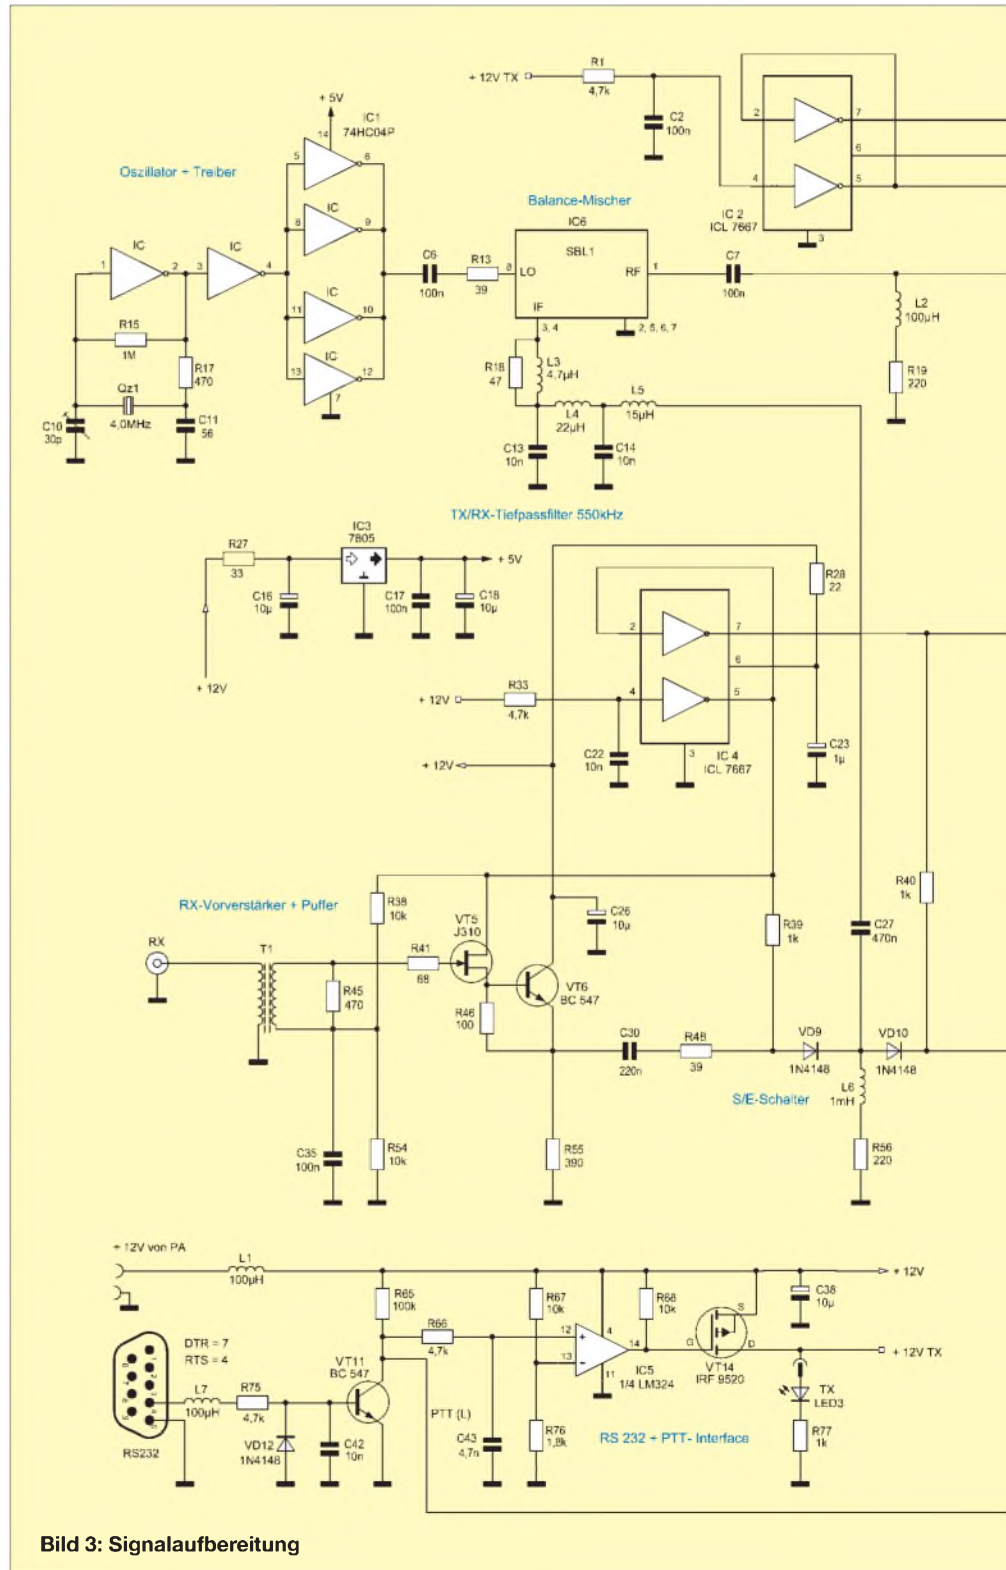 + 12V TX
R1
4,7k
C2
100n
2
7
6
4
5
IC 2
ICL 7667
3
+ 5V
IC1
74HC04P
14
5
6
Oszillator + Treiber
IC
8
9
Balance-Mischer
IC6
SBL1
LO
RF
IF
8
1
3, 4
2, 5, 6, 7
IC
1
2
IC
3
4
C6
100n
R13
39
C7
100n
L2
100µH
R19
220
IC
11
10
IC
13
12
7
R15
1M
R17
470
Qz1
4,0MHz
C10
30p
C11
56
R18
47
L3
4,7µH
L4
22µH
L5
15µH
C13
10n
C14
10n
TX/RX-Tiefpassfilter 550kHz
R27
33
IC3
7805
+ 5V
C16
10µ
C17
100n
C18
10µ
+ 12V
R28
22
2
7
6
4
5
3
+ 12V
R33
4,7k
C22
10n
IC 4
ICL 7667
C23
1µ
+ 12V
RX-Vorverstärker + Puffer
R38
10k
VT5
J310
C26
10µ
R39
1k
C27
470n
R40
1k
RX
T1
R45
470
R41
68
R46
100
VT6
BC 547
C30
220n
R48
39
VD9
1N4148
VD10
1N4148
S/E-Schalter
L6
1mH
C35
100n
R54
10k
R55
390
R56
220
+ 12V von PA
L1
100µH
+ 12V
R65
100k
R67
10k
R68
10k
C38
10µ
DTR = 7
RTS = 4
R66
4,7k
12
13
+
–
4
14
11
IC5
1/4 LM324
G
S
D
VT14
IRF 9520
+ 12V TX
VT11
BC 547
L7
100µH
R75
4,7k
TX
LED3
RS232
1
2
3
4
5
6
7
8
9
VD12
1N4148
C42
10n
PTT (L)
C43
4,7n
R76
1,8k
RS 232 + PTT- Interface
R77
1k
Bild 3: Signalaufbereitung